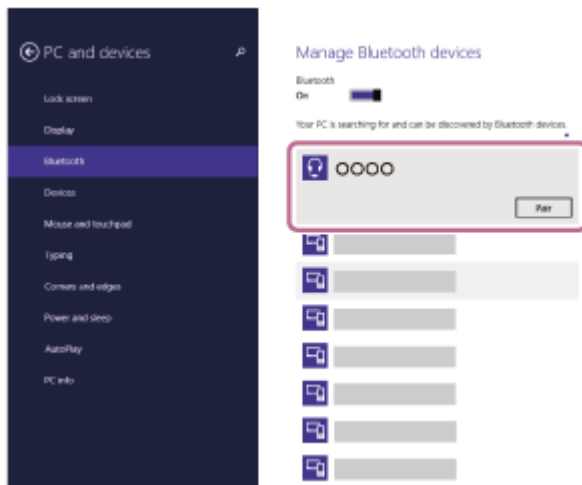 PC and devices
Lock screen
Display
Bluetooth
Devices
Mouse and touchpad
Typing
Corners and edges
Power and sleep
AutoPlay
PC info
Manage Bluetooth devices
Bluetooth
On
Your PC is searching for and can be discovered by Bluetooth devices.
OOOO
Pair